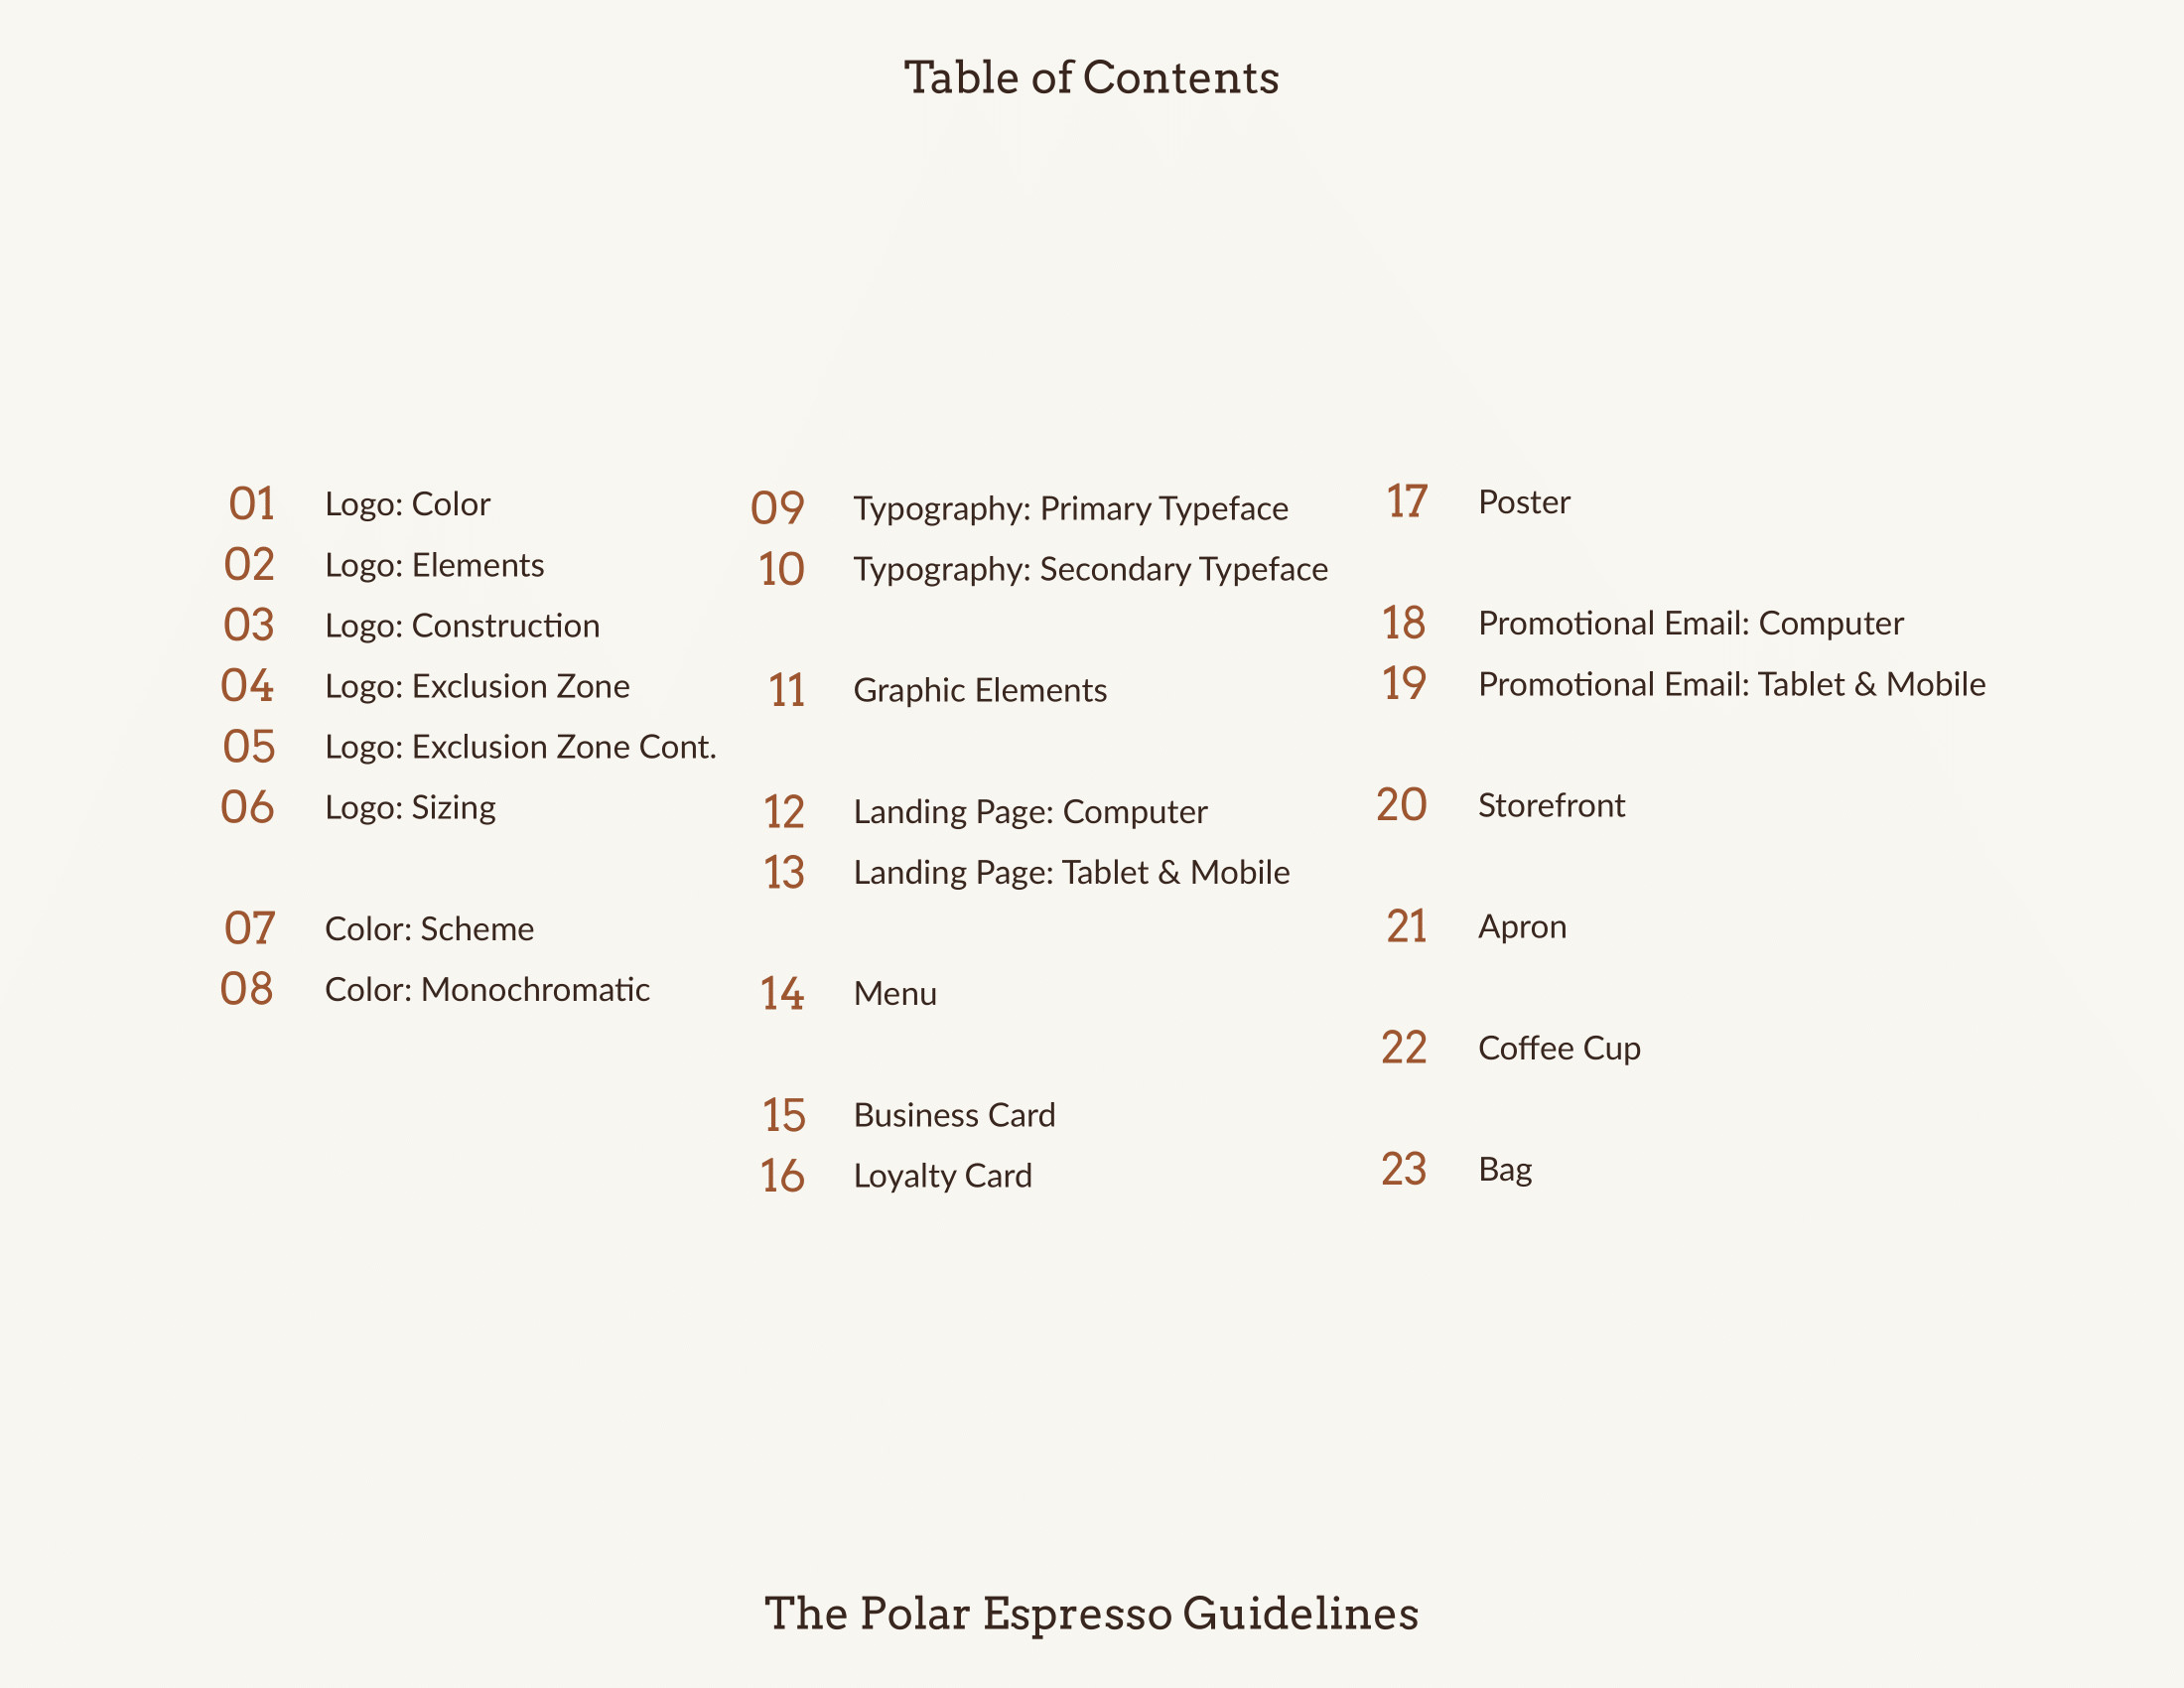 Table of Contents
01 Logo: Color
02 Logo: Elements
03 Logo: Construction
04 Logo: Exclusion Zone
05 Logo: Exclusion Zone Cont.
06 Logo: Sizing
07 Color: Scheme
08 Color: Monochromatic
09 Typography: Primary Typeface
10 Typography: Secondary Typeface
11 Graphic Elements
12 Landing Page: Computer
13 Landing Page: Tablet & Mobile
14 Menu
15 Business Card
16 Loyalty Card
17 Poster
18 Promotional Email: Computer
19 Promotional Email: Tablet & Mobile
20 Storefront
21 Apron
22 Coffee Cup
23 Bag
The Polar Espresso Guidelines